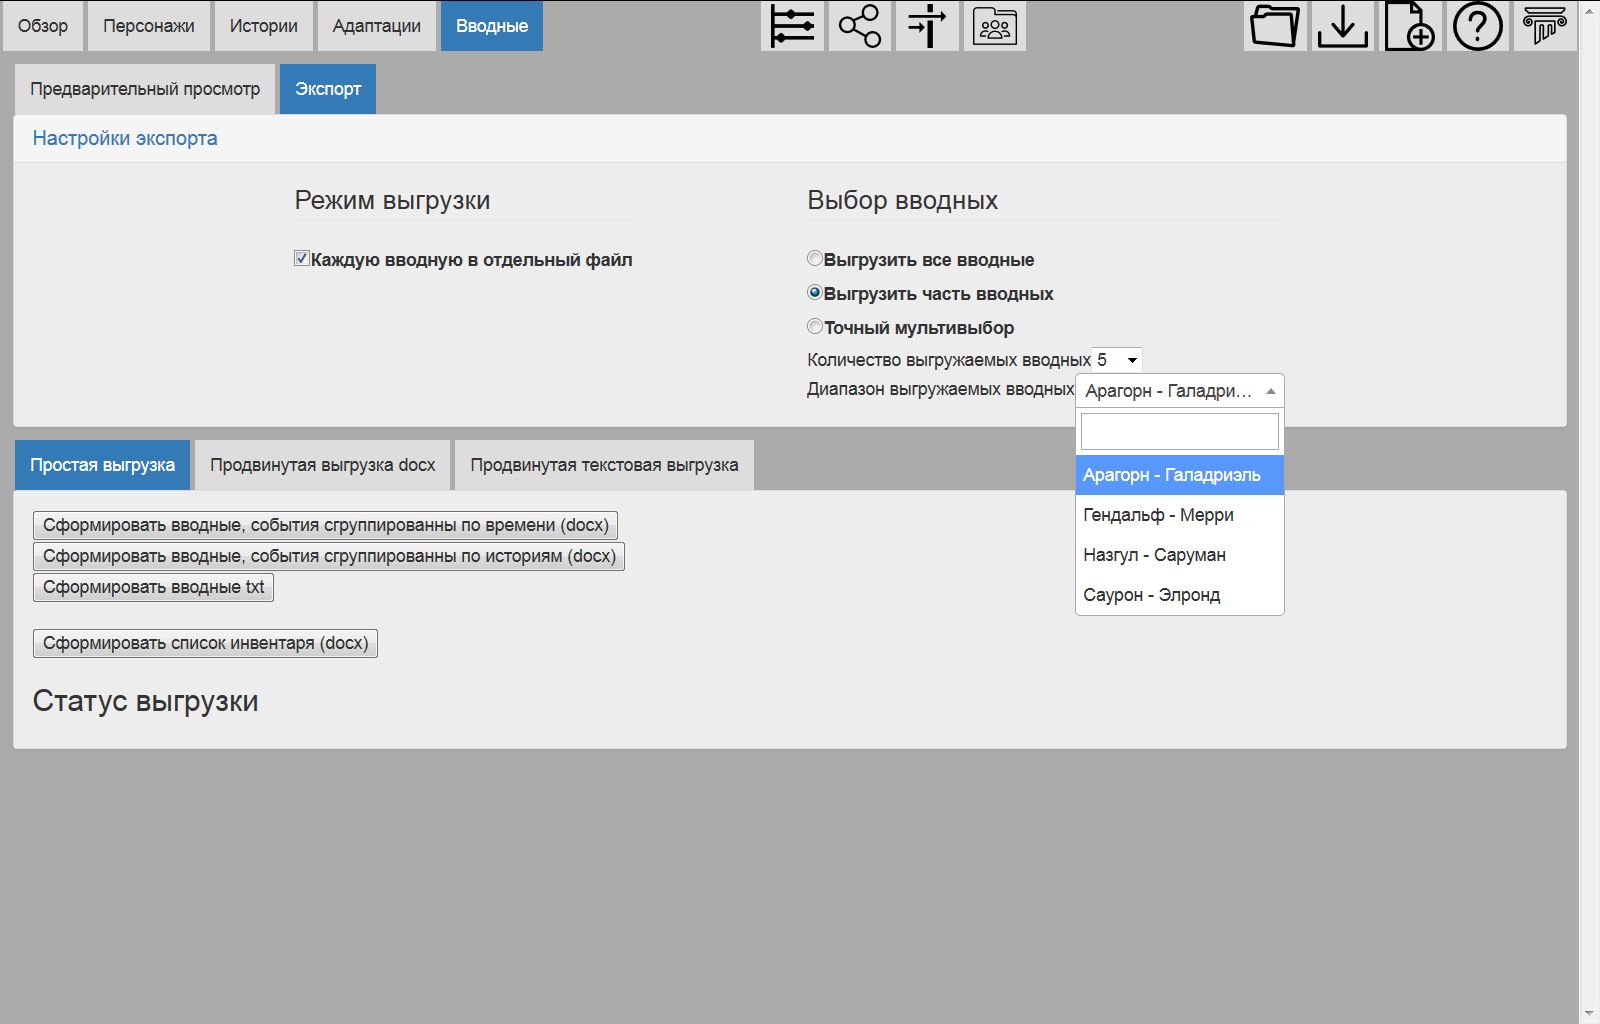 Обзор Персонажи Истории Адаптации Вводные
Предварительный просмотр Экспорт
Настройки экспорта
Режим выгрузки
Каждую вводную в отдельный файл
Выбор вводных
Выгрузить все вводные
Выгрузить часть вводных
Точный мультивыбор
Количество выгружаемых вводных 5
Диапазон выгружаемых вводных Арагорн - Галадри...
Арагорн - Галадриэль
Гендальф - Мерри
Назгул - Саруман
Саурон - Элронд
Простая выгрузка Продвинутая выгрузка docx Продвинутая текстовая выгрузка
Сформировать вводные, события сгруппированны по времени (docx)
Сформировать вводные, события сгруппированны по историям (docx)
Сформировать вводные txt
Сформировать список инвентаря (docx)
Статус выгрузки